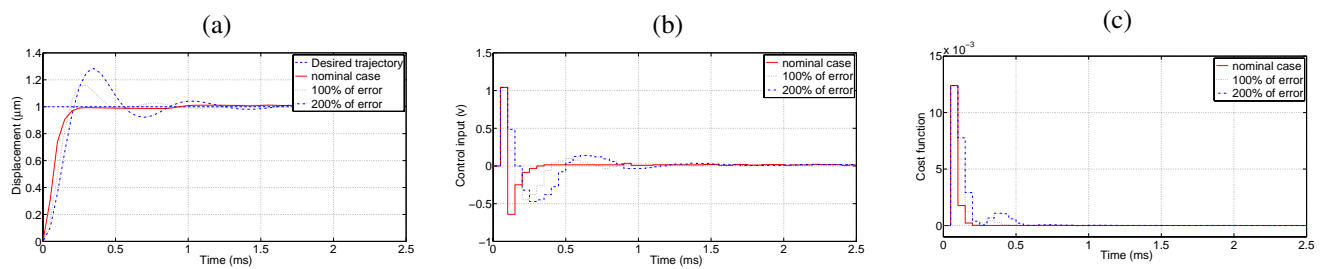 (a)
1.4
1.2
1
0.8
0.6
0.4
0.2
0
0
0.5
1
1.5
2
2.5
Displacement (μm)
Time (ms)
Desired trajectory
nominal case
100% of error
200% of error
(b)
1.5
1
0.5
0
−0.5
−1
0
0.5
1
1.5
2
2.5
Control input (v)
Time (ms)
nominal case
100% of error
200% of error
(c)
15
x 10⁻³
10
5
0
0
0.5
1
1.5
2
2.5
Cost function
Time (ms)
nominal case
100% of error
200% of error